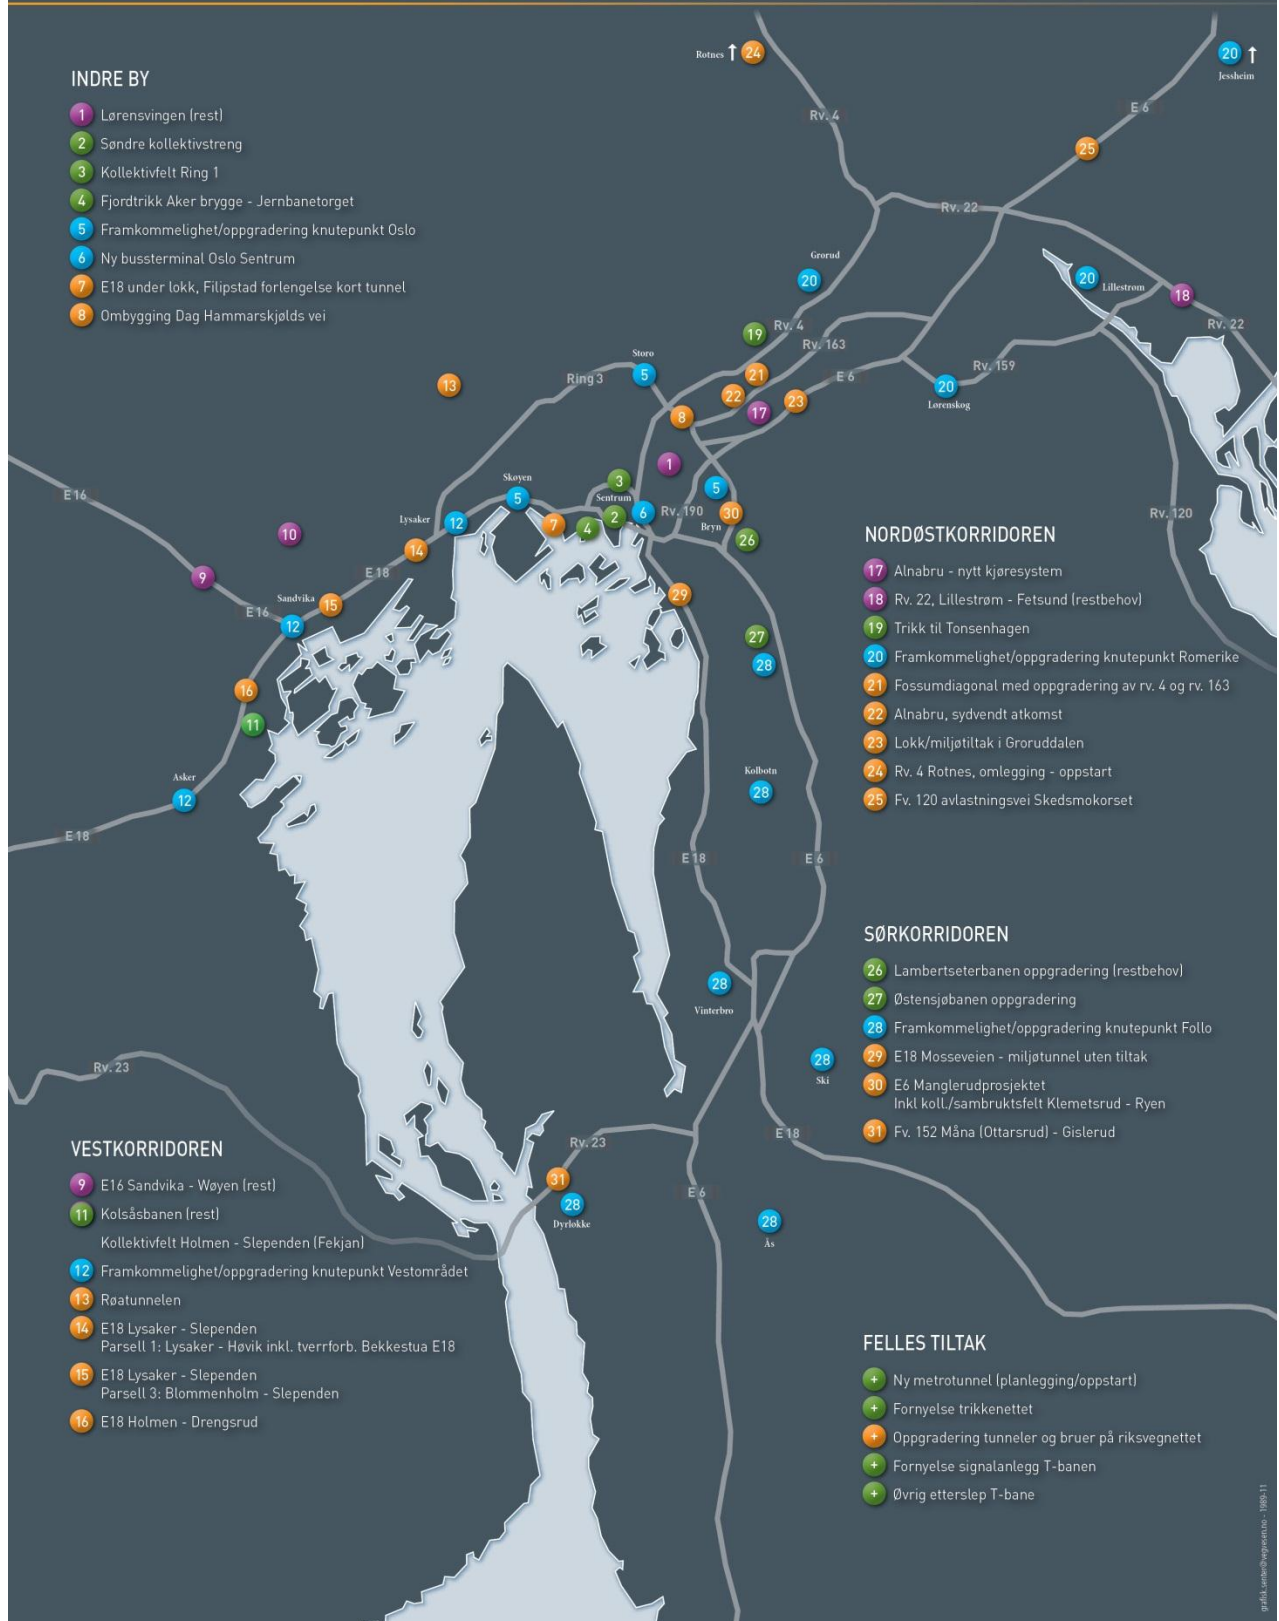 INDRE BY
1 Lørensvingen (rest)
2 Søndre kollektivstreng
3 Kollektivfelt Ring 1
4 Fjordtrikk Aker brygge - Jernbanetorget
5 Framkommelighet/oppgradering knutepunkt Oslo
6 Ny bussterminal Oslo Sentrum
7 E18 under lokk, Filipstad forlengelse kort tunnel
8 Ombygging Dag Hammarskjølds vei
Rotnes 24
20
Jessheim
Rv. 4
E 6
25
Rv. 22
Grorud
20
20 Lillestrøm
18
Rv. 22
19 Rv. 4
Rv. 163
Storo
5
Ring 3
13
21
22
E 6
23
17
8
Rv. 159
20
Lørenskog
1
E 16
Skøyen
5
3
Sentrum
2
4
7
6
Rv. 190
5
30
Bryn
26
Rv. 120
Lysaker 12
10
14
E 18
9
E 16
Sandvika
15
12
29
27
28
16
11
Asker
12
E 18
Kolbotn
28
E 18
E 6
28
Vinterbro
28
Ski
Rv. 23
Rv. 23
E 18
31
28
Dyrløkke
E 6
28
Ås
NORDØSTKORRIDOREN
17 Alnabru - nytt kjøresystem
18 Rv. 22, Lillestrøm - Fetsund (restbehov)
19 Trikk til Tonsenhagen
20 Framkommelighet/oppgradering knutepunkt Romerike
21 Fossumdiagonal med oppgradering av rv. 4 og rv. 163
22 Alnabru, sydvendt atkomst
23 Lokk/miljøtiltak i Groruddalen
24 Rv. 4 Rotnes, omlegging - oppstart
25 Fv. 120 avlastningsvei Skedsmokorset
SØRKORRIDOREN
26 Lambertseterbanen oppgradering (restbehov)
27 Østensjøbanen oppgradering
28 Framkommelighet/oppgradering knutepunkt Follo
29 E18 Mosseveien - miljøtunnel uten tiltak
30 E6 Manglerudprosjektet
Inkl koll./sambruktsfelt Klemetsrud - Ryen
31 Fv. 152 Måna (Ottarsrud) - Gislerud
VESTKORRIDOREN
9 E16 Sandvika - Wøyen (rest)
11 Kolsåsbanen (rest)
Kollektivfelt Holmen - Slependen (Fekjan)
12 Framkommelighet/oppgradering knutepunkt Vestområdet
13 Røatunnelen
14 E18 Lysaker - Slependen
Parsell 1: Lysaker - Høvik inkl. tverrforb. Bekkestua E18
15 E18 Lysaker - Slependen
Parsell 3: Blommenholm - Slependen
16 E18 Holmen - Drengsrud
FELLES TILTAK
+ Ny metrotunnel (planlegging/oppstart)
+ Fornyelse trikkenettet
+ Oppgradering tunneler og bruer på riksvegnettet
+ Fornyelse signalanlegg T-banen
+ Øvrig etterslep T-bane
grafisk.senter@vegvesen.no - 1989-11